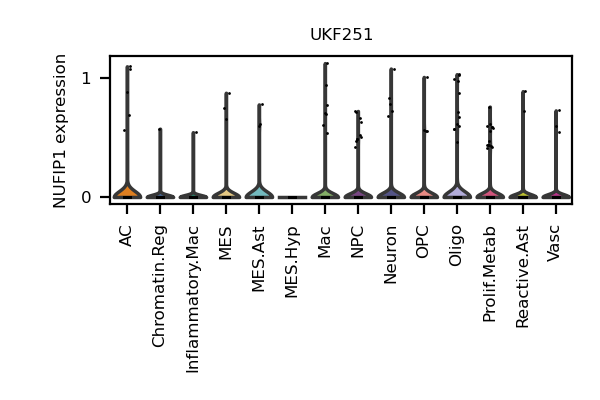 UKF251
NUFIP1 expression
1
0
AC
Chromatin.Reg
Inflammatory.Mac
MES
MES.Ast
MES.Hyp
Mac
NPC
Neuron
OPC
Oligo
Prolif.Metab
Reactive.Ast
Vasc